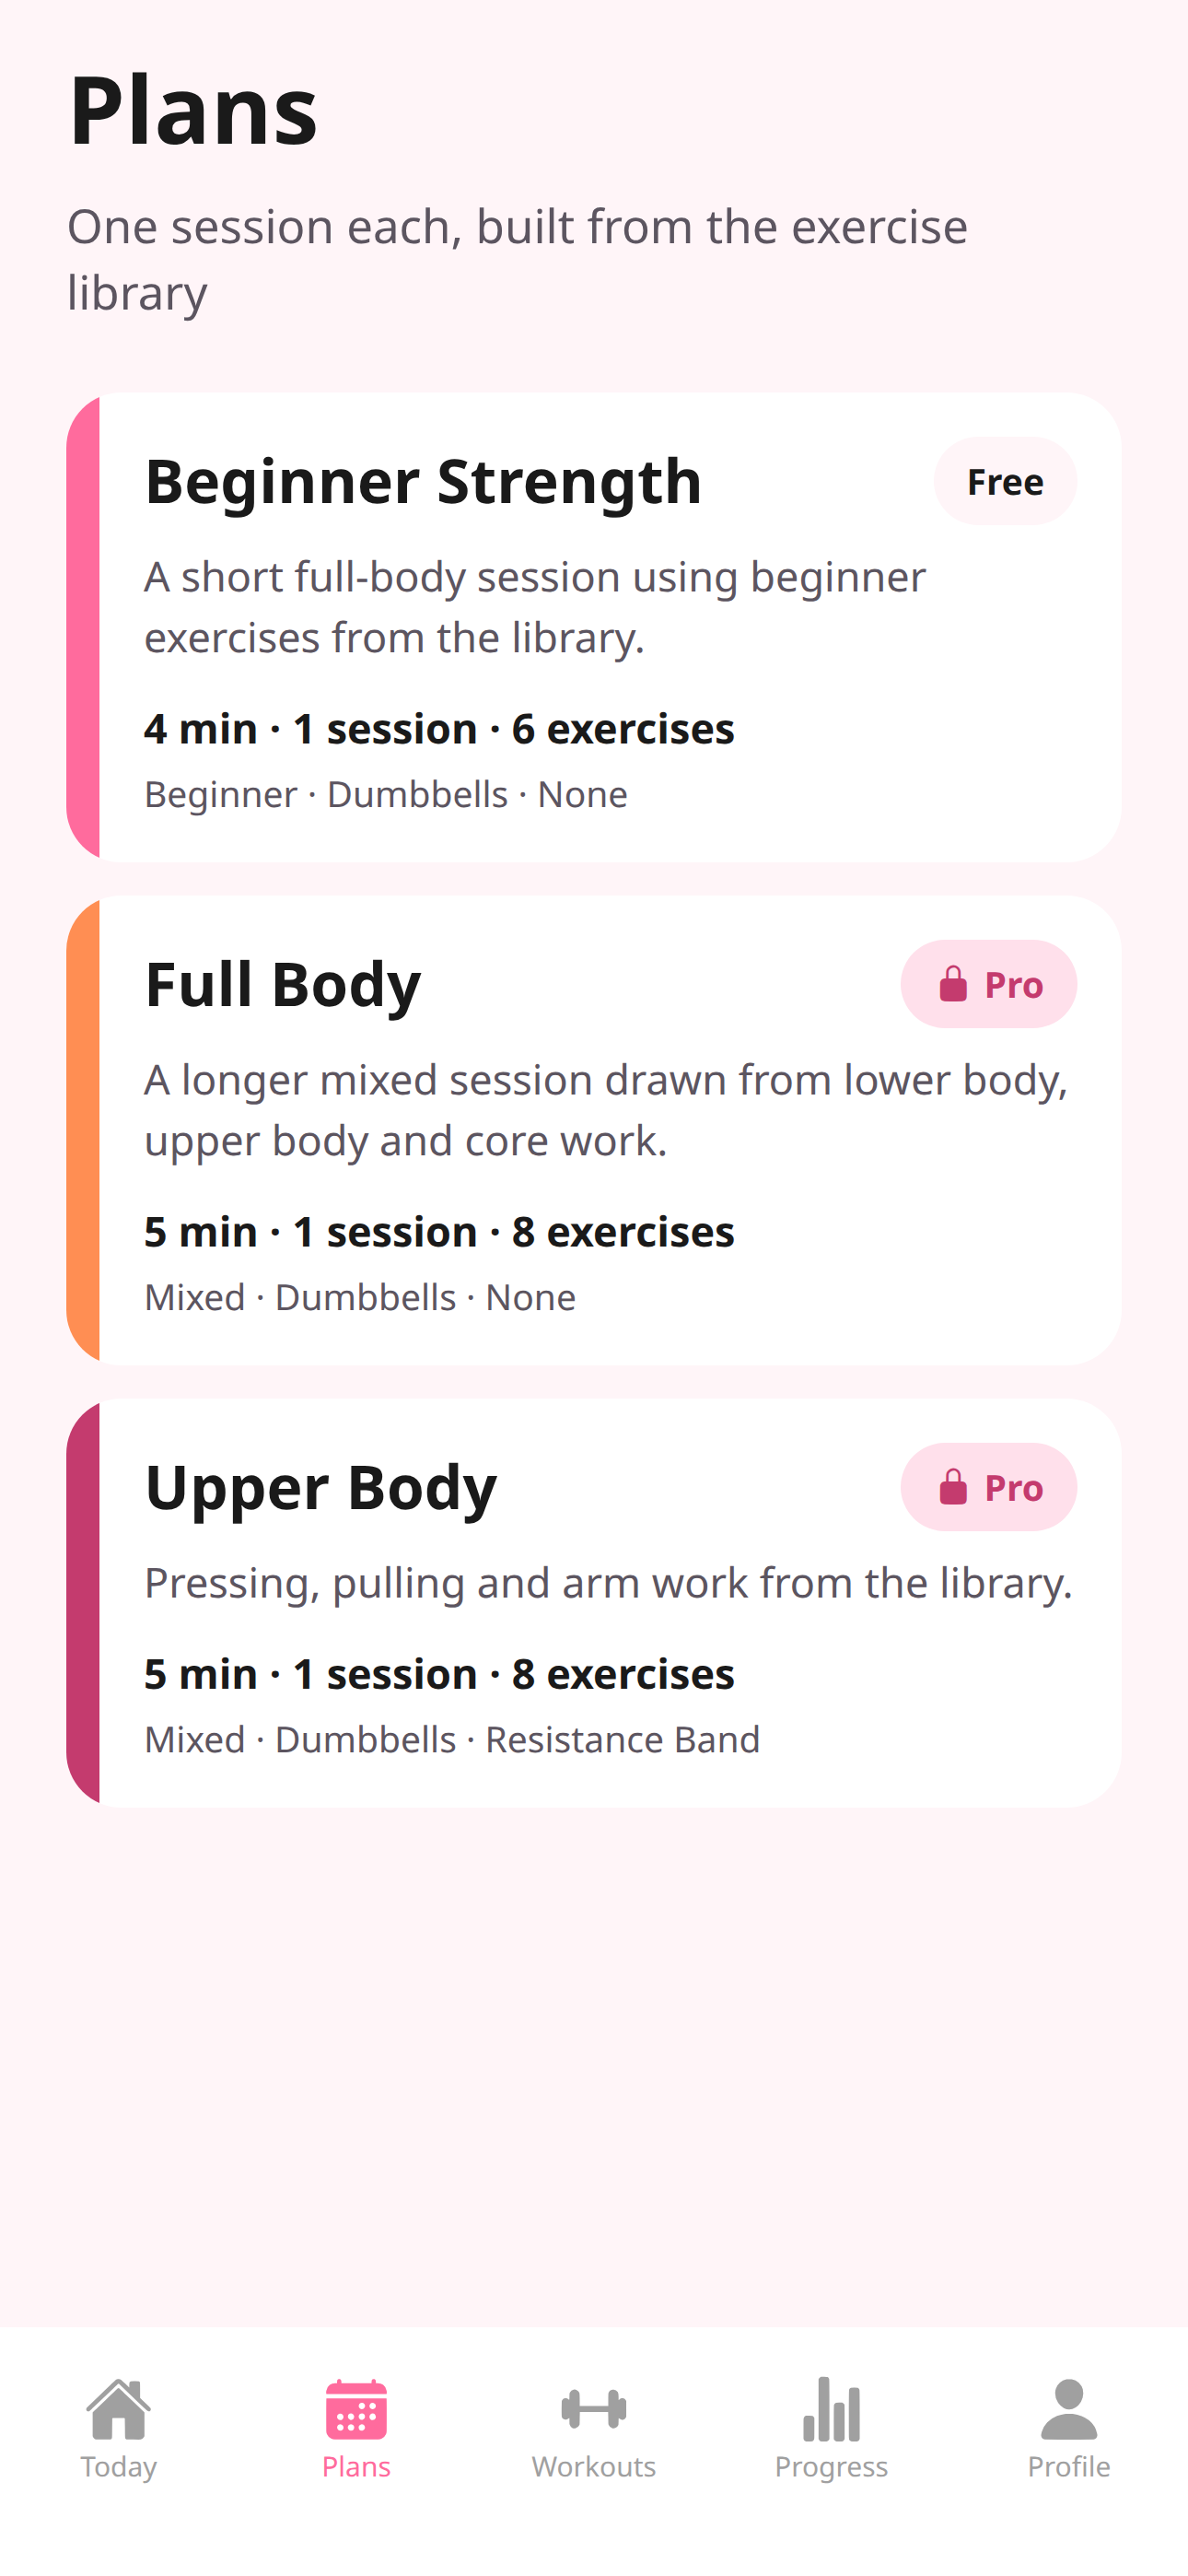 Plans
One session each, built from the exercise
library
Beginner Strength
Free
A short full-body session using beginner
exercises from the library.
4 min · 1 session · 6 exercises
Beginner · Dumbbells · None
Full Body
Pro
A longer mixed session drawn from lower body,
upper body and core work.
5 min · 1 session · 8 exercises
Mixed · Dumbbells · None
Upper Body
Pro
Pressing, pulling and arm work from the library.
5 min · 1 session · 8 exercises
Mixed · Dumbbells · Resistance Band
Today
Plans
Workouts
Progress
Profile